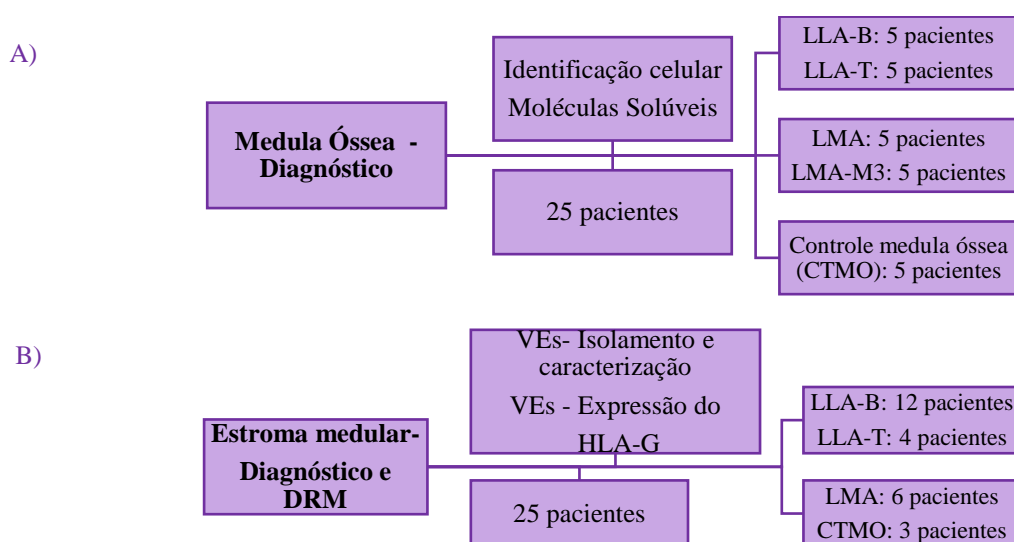 A)
Medula Óssea -
Diagnóstico
Identificação celular
Moléculas Solúveis
25 pacientes
LLA-B: 5 pacientes
LLA-T: 5 pacientes
LMA: 5 pacientes
LMA-M3: 5 pacientes
Controle medula óssea
(CTMO): 5 pacientes
B)
Estroma medular-
Diagnóstico e
DRM
VEs- Isolamento e
caracterização
VEs - Expressão do
HLA-G
25 pacientes
LLA-B: 12 pacientes
LLA-T: 4 pacientes
LMA: 6 pacientes
CTMO: 3 pacientes